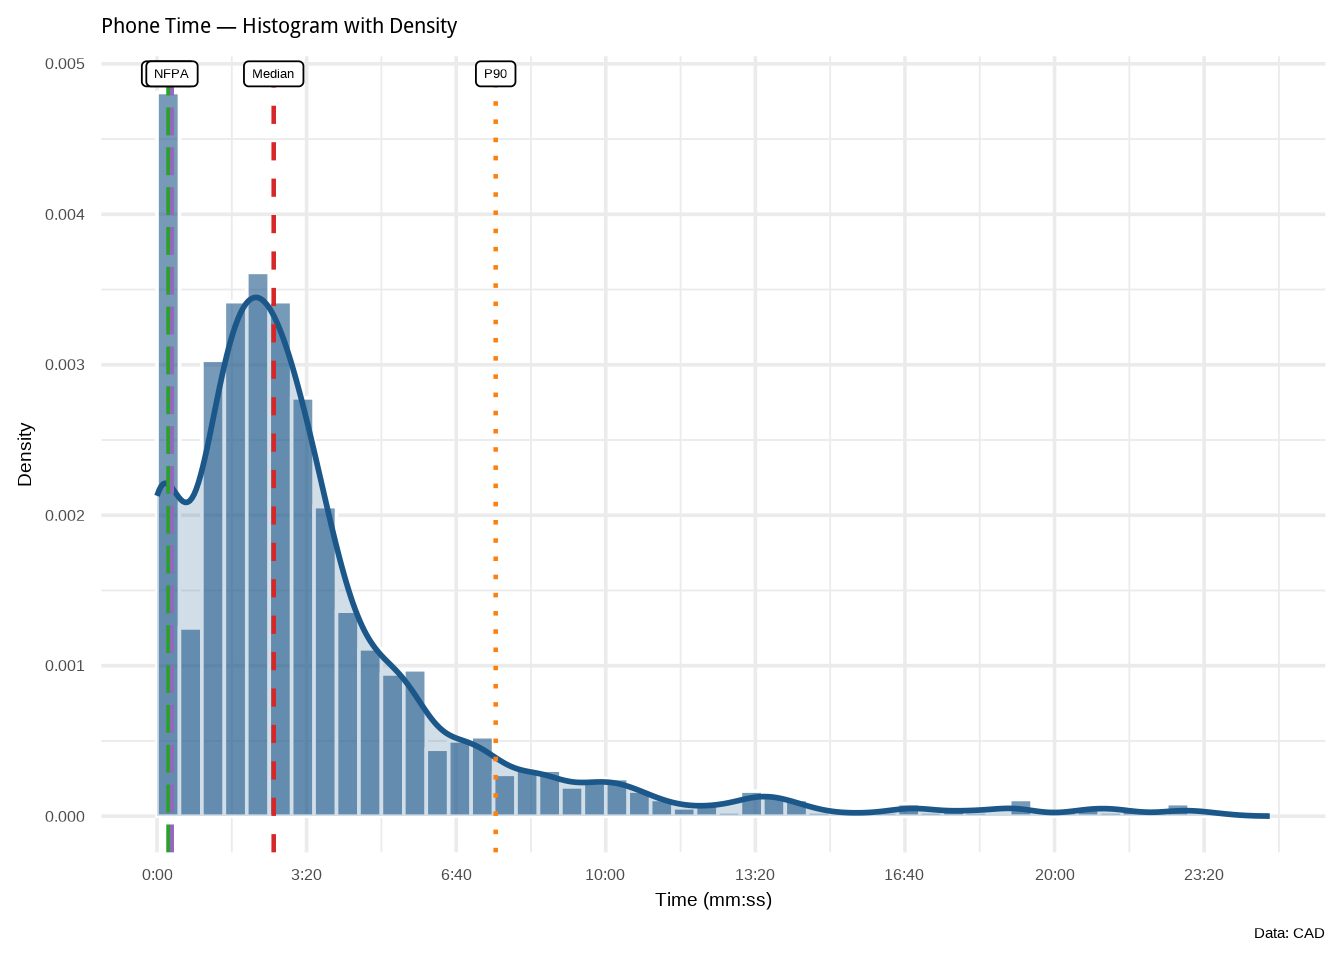 Phone Time — Histogram with Density
NFPA
Median
P90
0.005
0.004
0.003
0.002
0.001
0.000
Density
0:00
3:20
6:40
10:00
13:20
16:40
20:00
23:20
Time (mm:ss)
Data: CAD